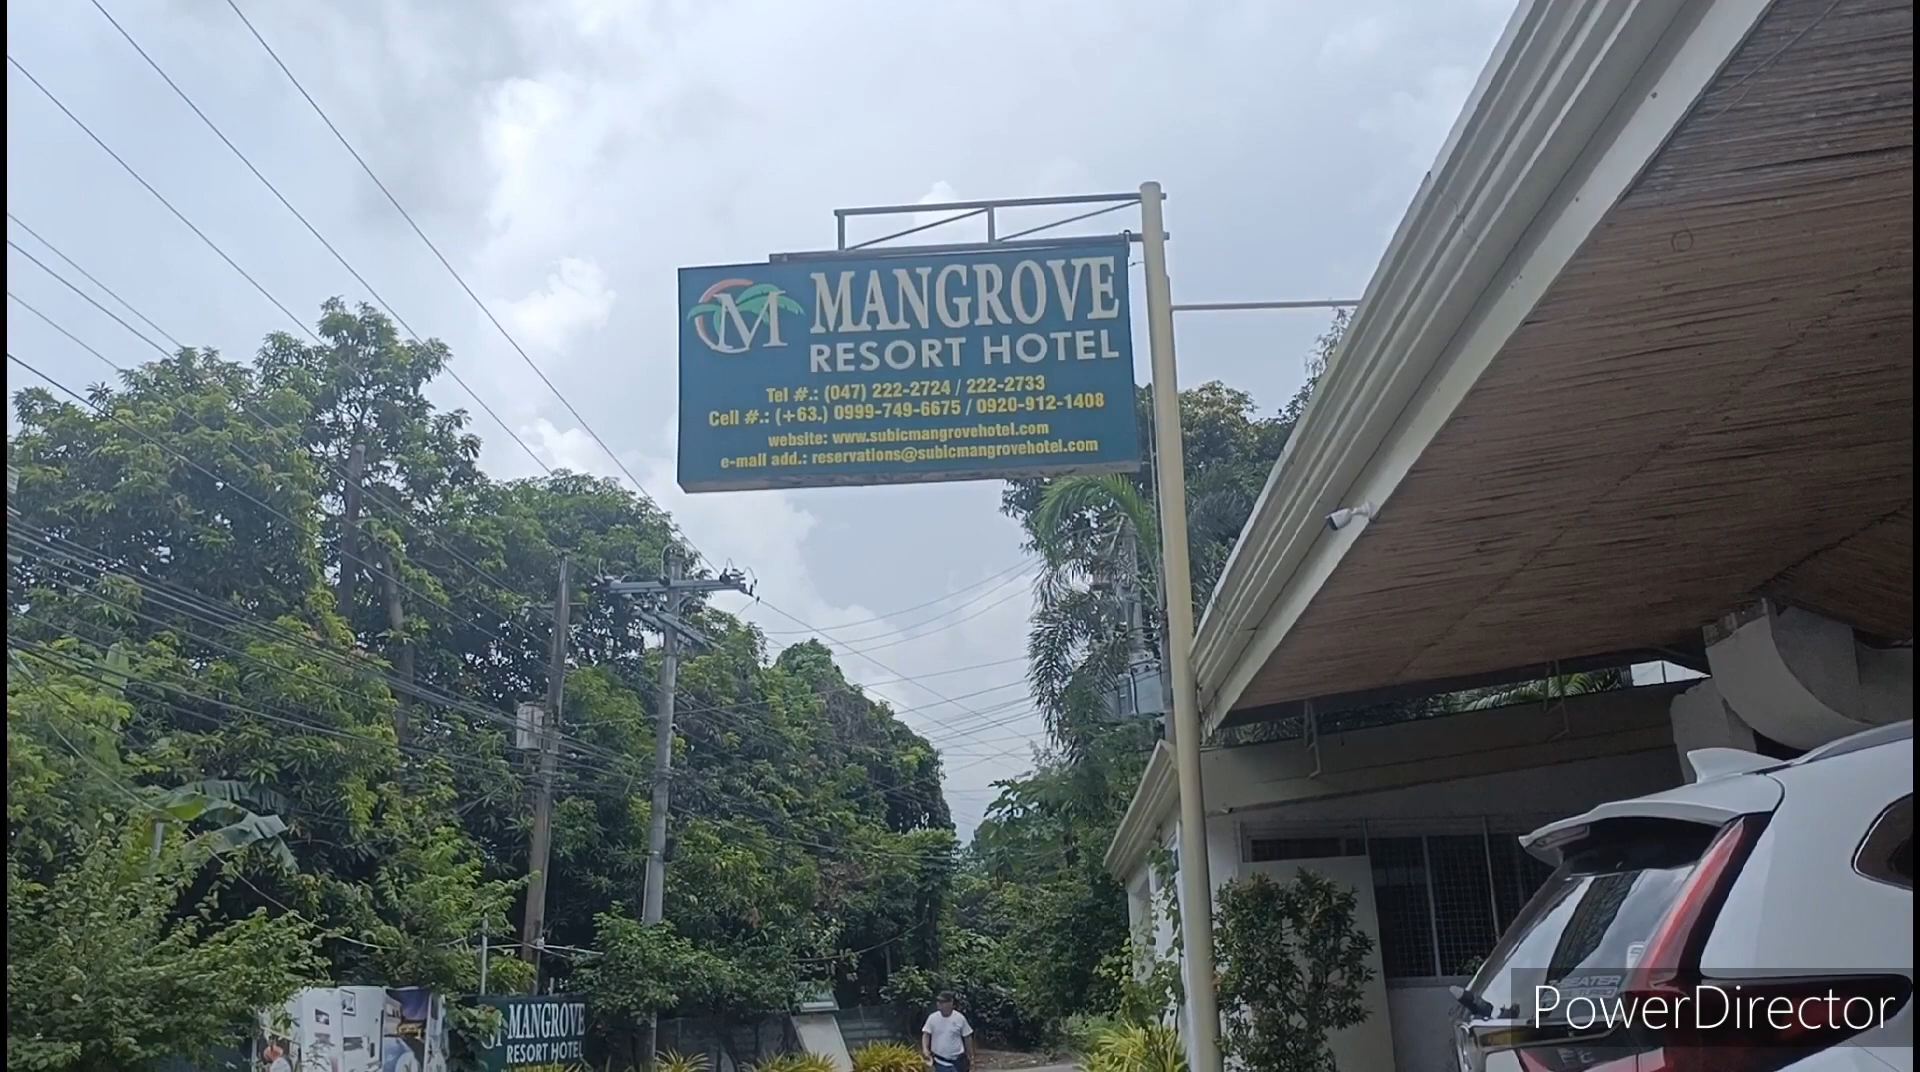 M
MANGROVE
RESORT HOTEL
Tel #.: (047) 222-2724 / 222-2733
Cell #.: (+63.) 0999-749-6675 / 0920-912-1408
website: www.subicmangrovehotel.com
e-mail add.: reservations@subicmangrovehotel.com
MANGROVE
RESORT HOTEL
PowerDirector